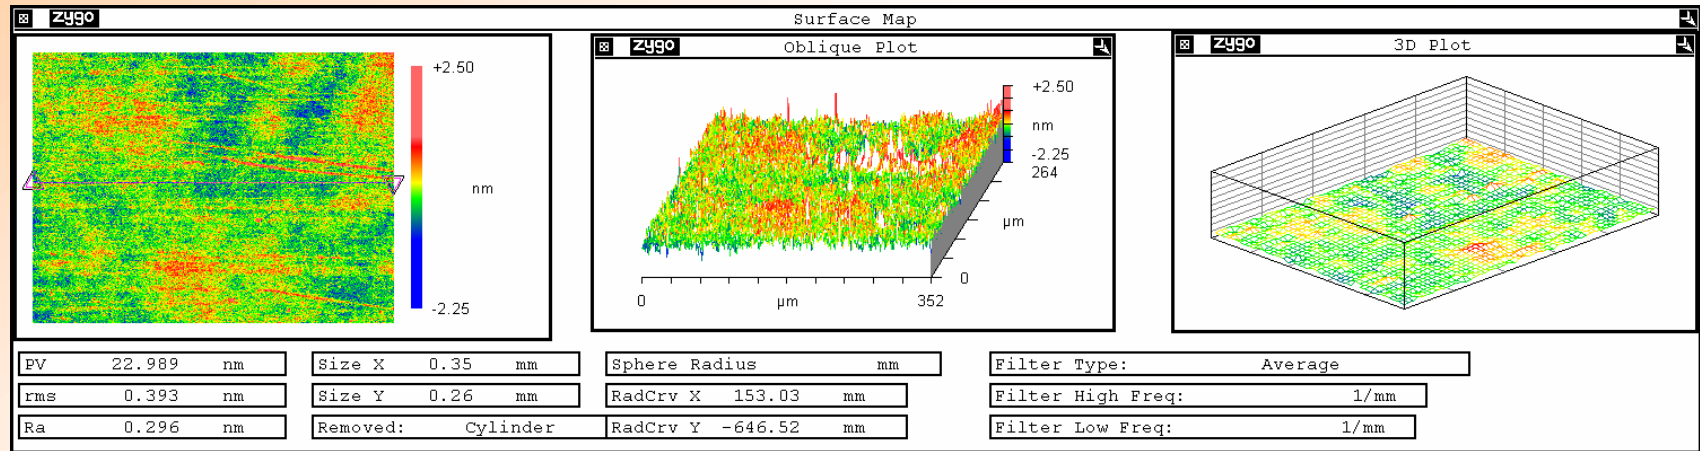 zygo Surface Map
+2.50
nm
-2.25
zygo Oblique Plot
+2.50
nm
-2.25
264
µm
0
0 µm 352
zygo 3D Plot
PV 22.989 nm
rms 0.393 nm
Ra 0.296 nm
Size X 0.35 mm
Size Y 0.26 mm
Removed: Cylinder
Sphere Radius mm
RadCrv X 153.03 mm
RadCrv Y -646.52 mm
Filter Type: Average
Filter High Freq: 1/mm
Filter Low Freq: 1/mm